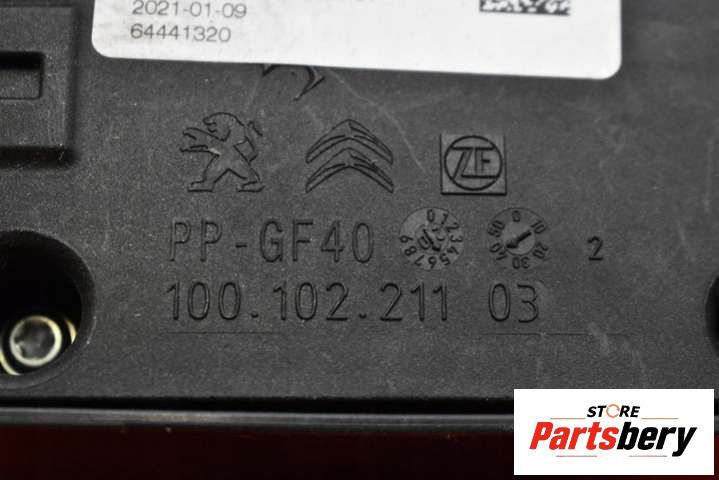 2021-01-09
64441320
ZF
PP-GF40
100.102.211 03
2
STORE
Partsbery